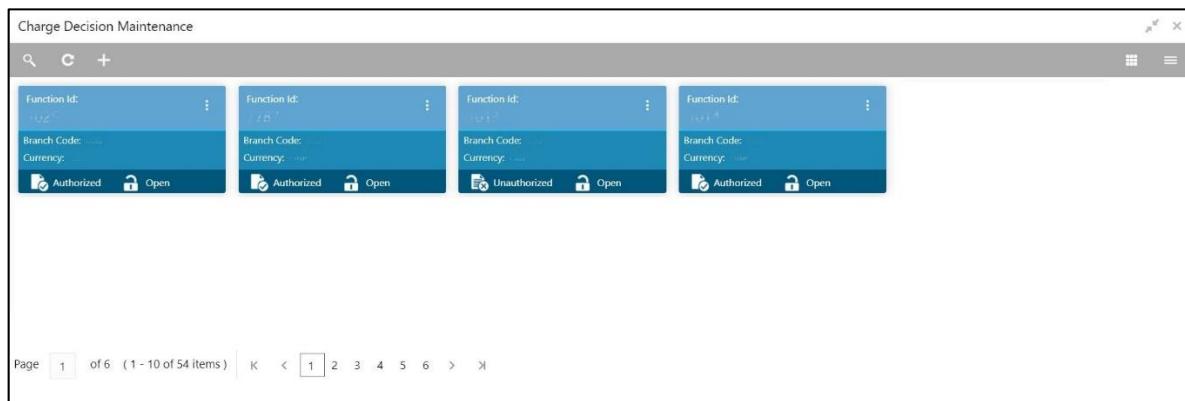 Charge Decision Maintenance
Function Id: Function Id: Function Id: Function Id:
Branch Code: Branch Code: Branch Code: Branch Code:
Currency: Currency: Currency: Currency:
Authorized Open Authorized Open Unauthorized Open Authorized Open
Page 1 of 6 ( 1 - 10 of 54 items ) 1 2 3 4 5 6